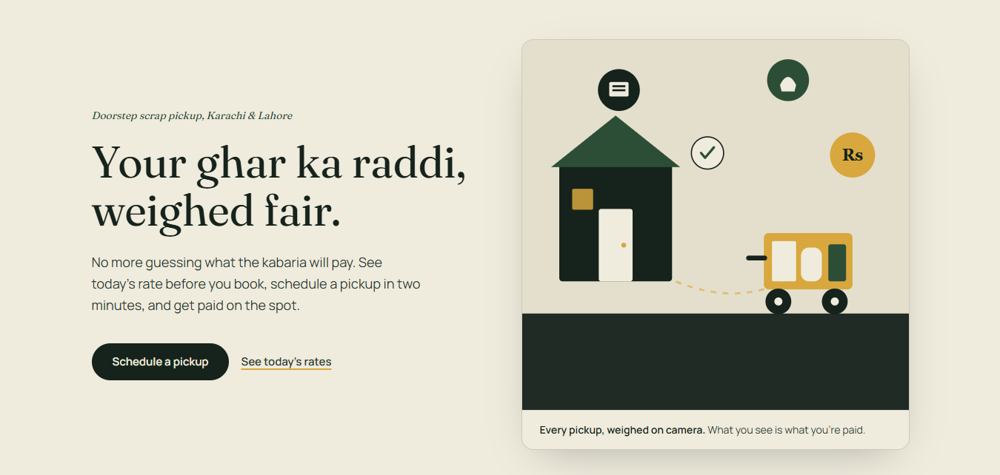 Doorstep scrap pickup, Karachi & Lahore
Your ghar ka raddi,
weighed fair.
No more guessing what the kabaria will pay. See
today's rate before you book, schedule a pickup in two
minutes, and get paid on the spot.
Schedule a pickup
See today's rates
Rs
Every pickup, weighed on camera. What you see is what you're paid.